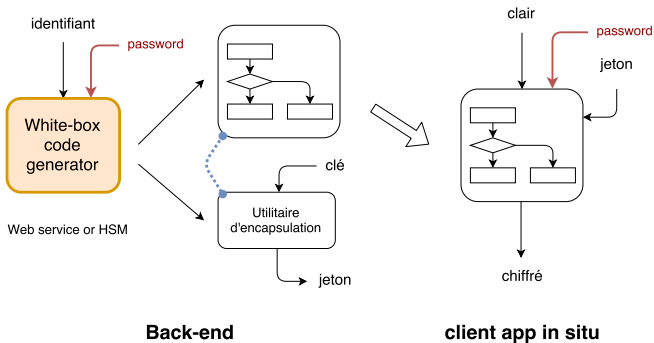 identifiant
password
White-box
code
generator
Web service or HSM
clé
Utilitaire
d'encapsulation
jeton
Back-end
clair
password
jeton
chiffré
client app in situ